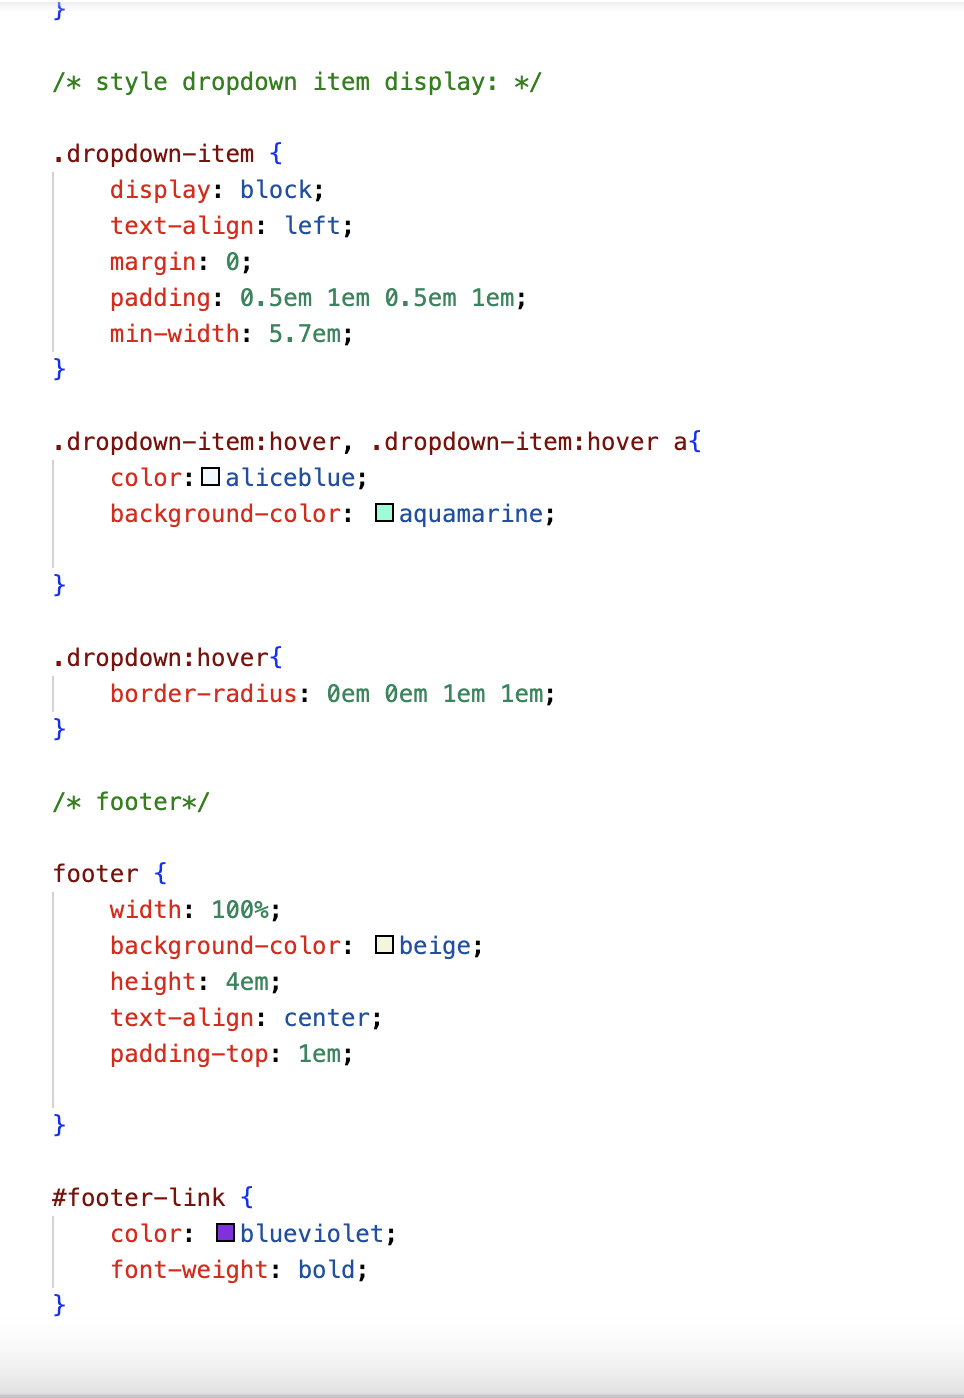 }
/* style dropdown item display: */
.dropdown-item {
display: block;
text-align: left;
margin: 0;
padding: 0.5em 1em 0.5em 1em;
min-width: 5.7em;
}
.dropdown-item:hover, .dropdown-item:hover a{
color:aliceblue;
background-color: aquamarine;
}
.dropdown:hover{
border-radius: 0em 0em 1em 1em;
}
/* footer*/
footer {
width: 100%;
background-color: beige;
height: 4em;
text-align: center;
padding-top: 1em;
}
#footer-link {
color: blueviolet;
font-weight: bold;
}